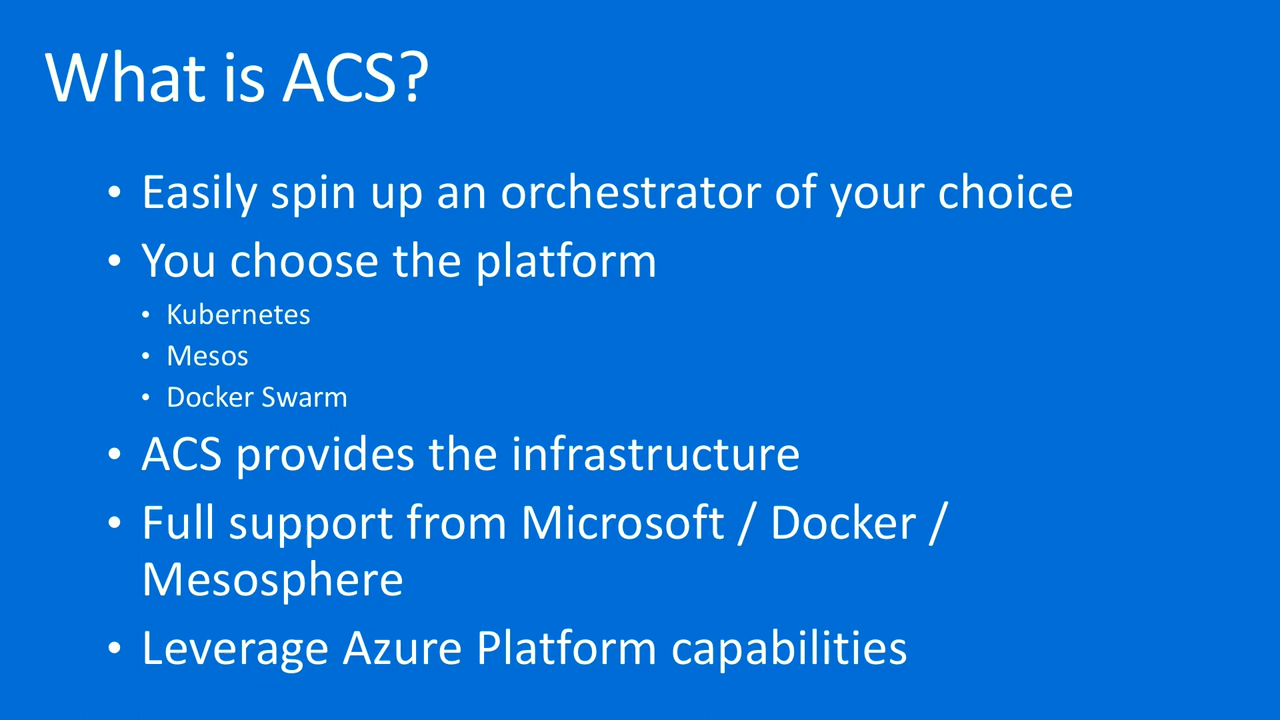 What is ACS?
• Easily spin up an orchestrator of your choice
• You choose the platform
• Kubernetes
• Mesos
• Docker Swarm
• ACS provides the infrastructure
• Full support from Microsoft / Docker /
Mesosphere
• Leverage Azure Platform capabilities